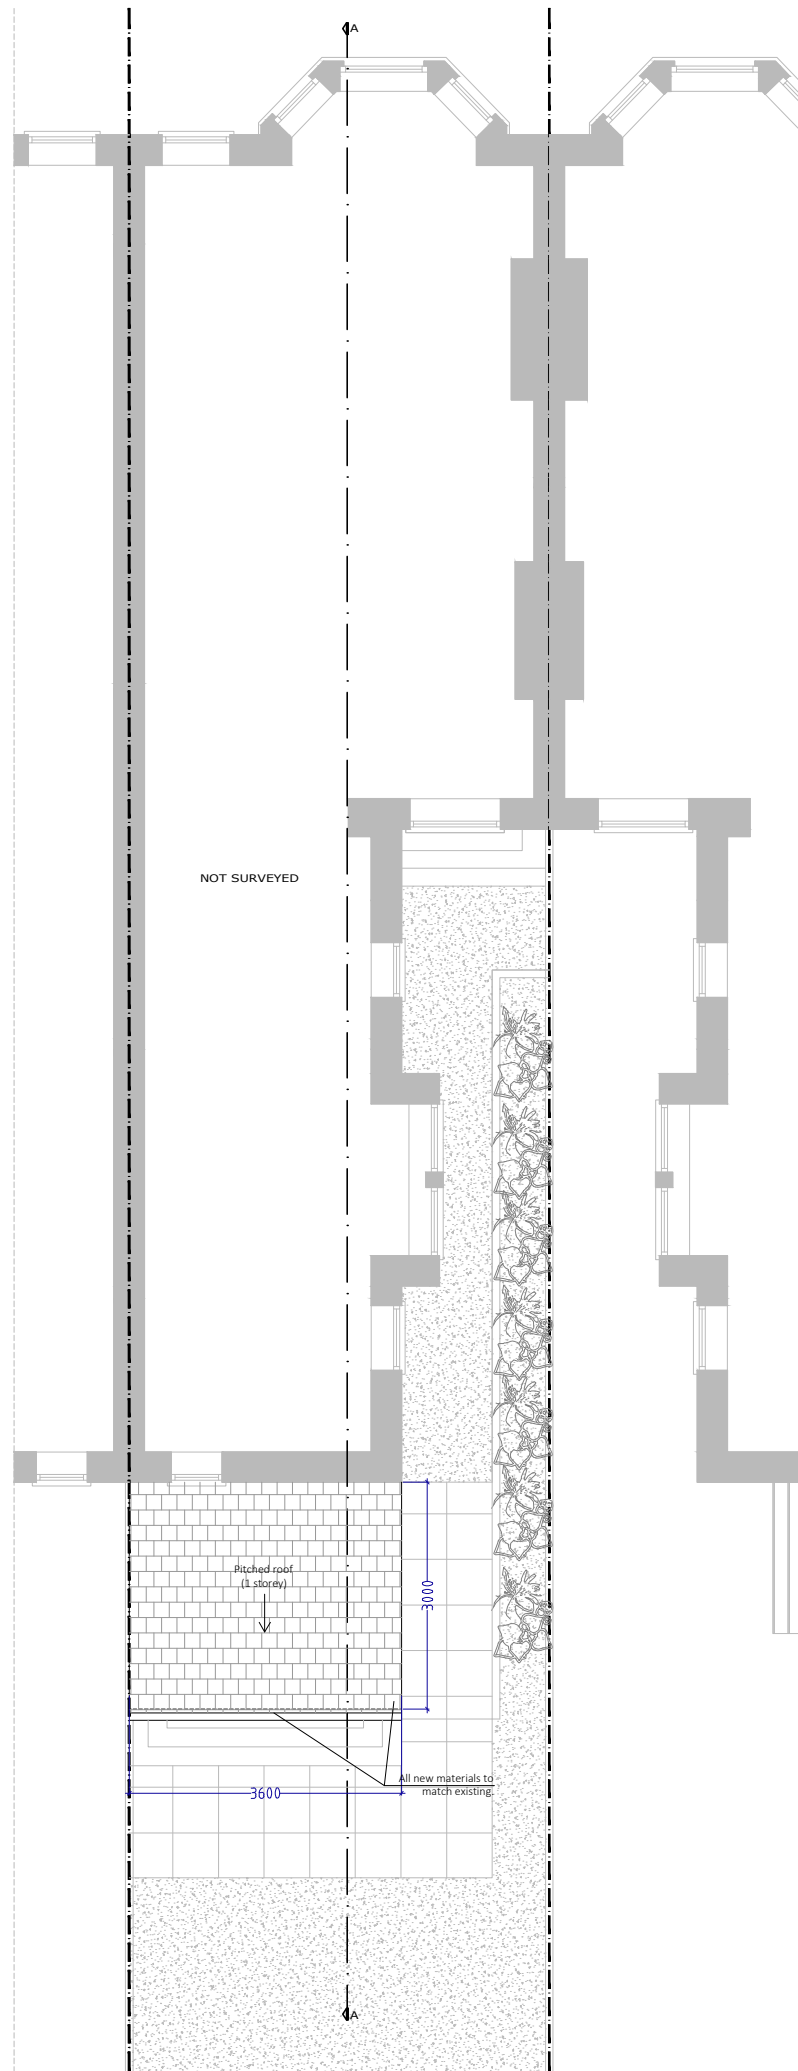 A
NOT SURVEYED
Pitched roof
(1 storey)
3000
All new materials to
match existing.
3600
A